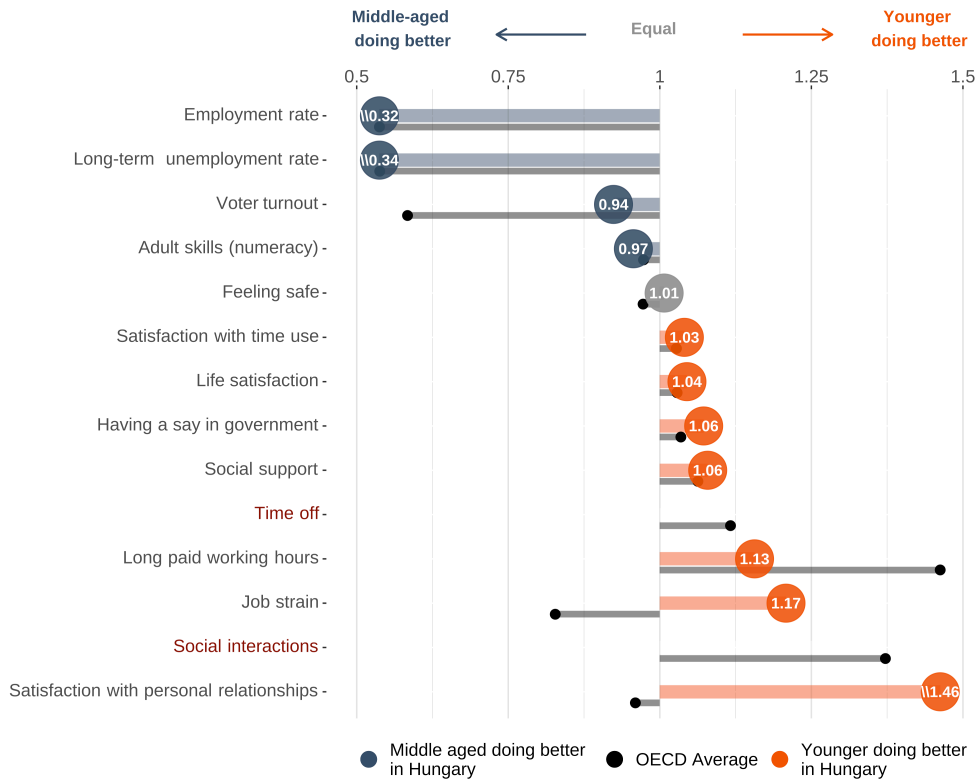 Middle-aged
doing better
Equal
Younger
doing better
0.5 0.75 1 1.25 1.5
Employment rate \\0.32
Long-term unemployment rate \\0.34
Voter turnout 0.94
Adult skills (numeracy) 0.97
Feeling safe 1.01
Satisfaction with time use 1.03
Life satisfaction 1.04
Having a say in government 1.06
Social support 1.06
Time off
Long paid working hours 1.13
Job strain 1.17
Social interactions
Satisfaction with personal relationships \\1.46
Middle aged doing better
in Hungary
OECD Average
Younger doing better
in Hungary